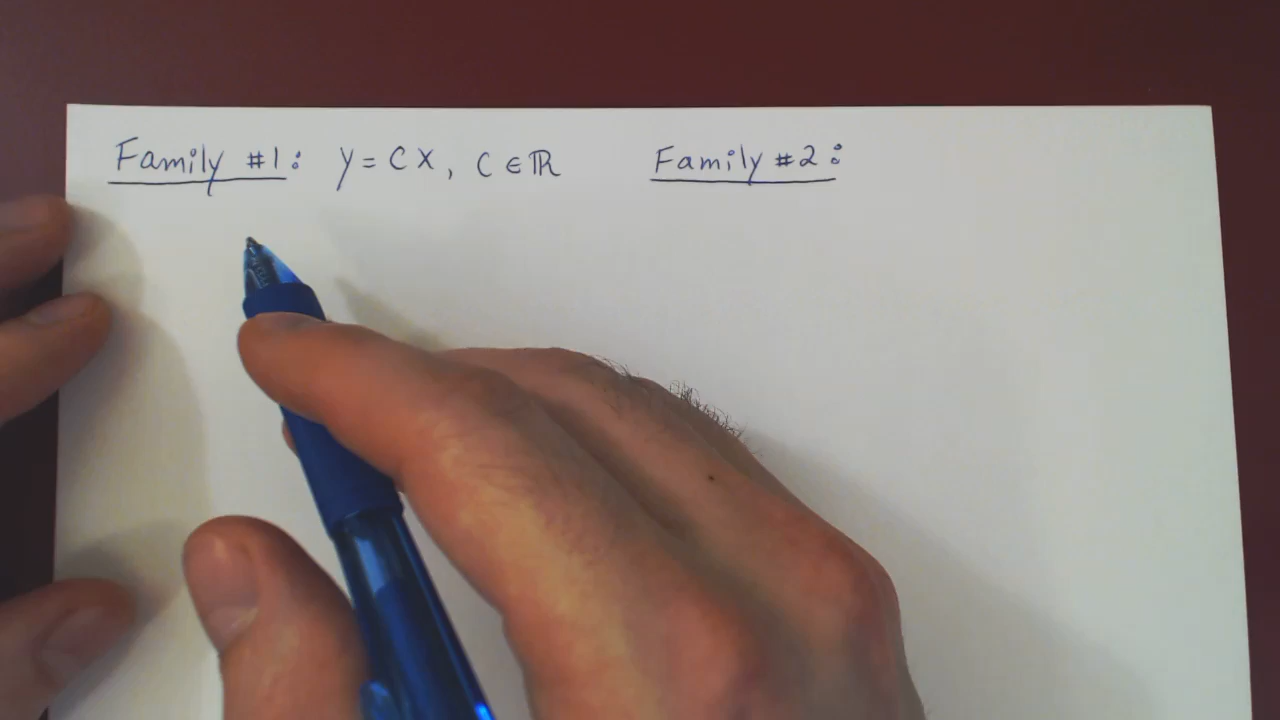 Family #1: y = CX, C ∈ ℝ Family #2: